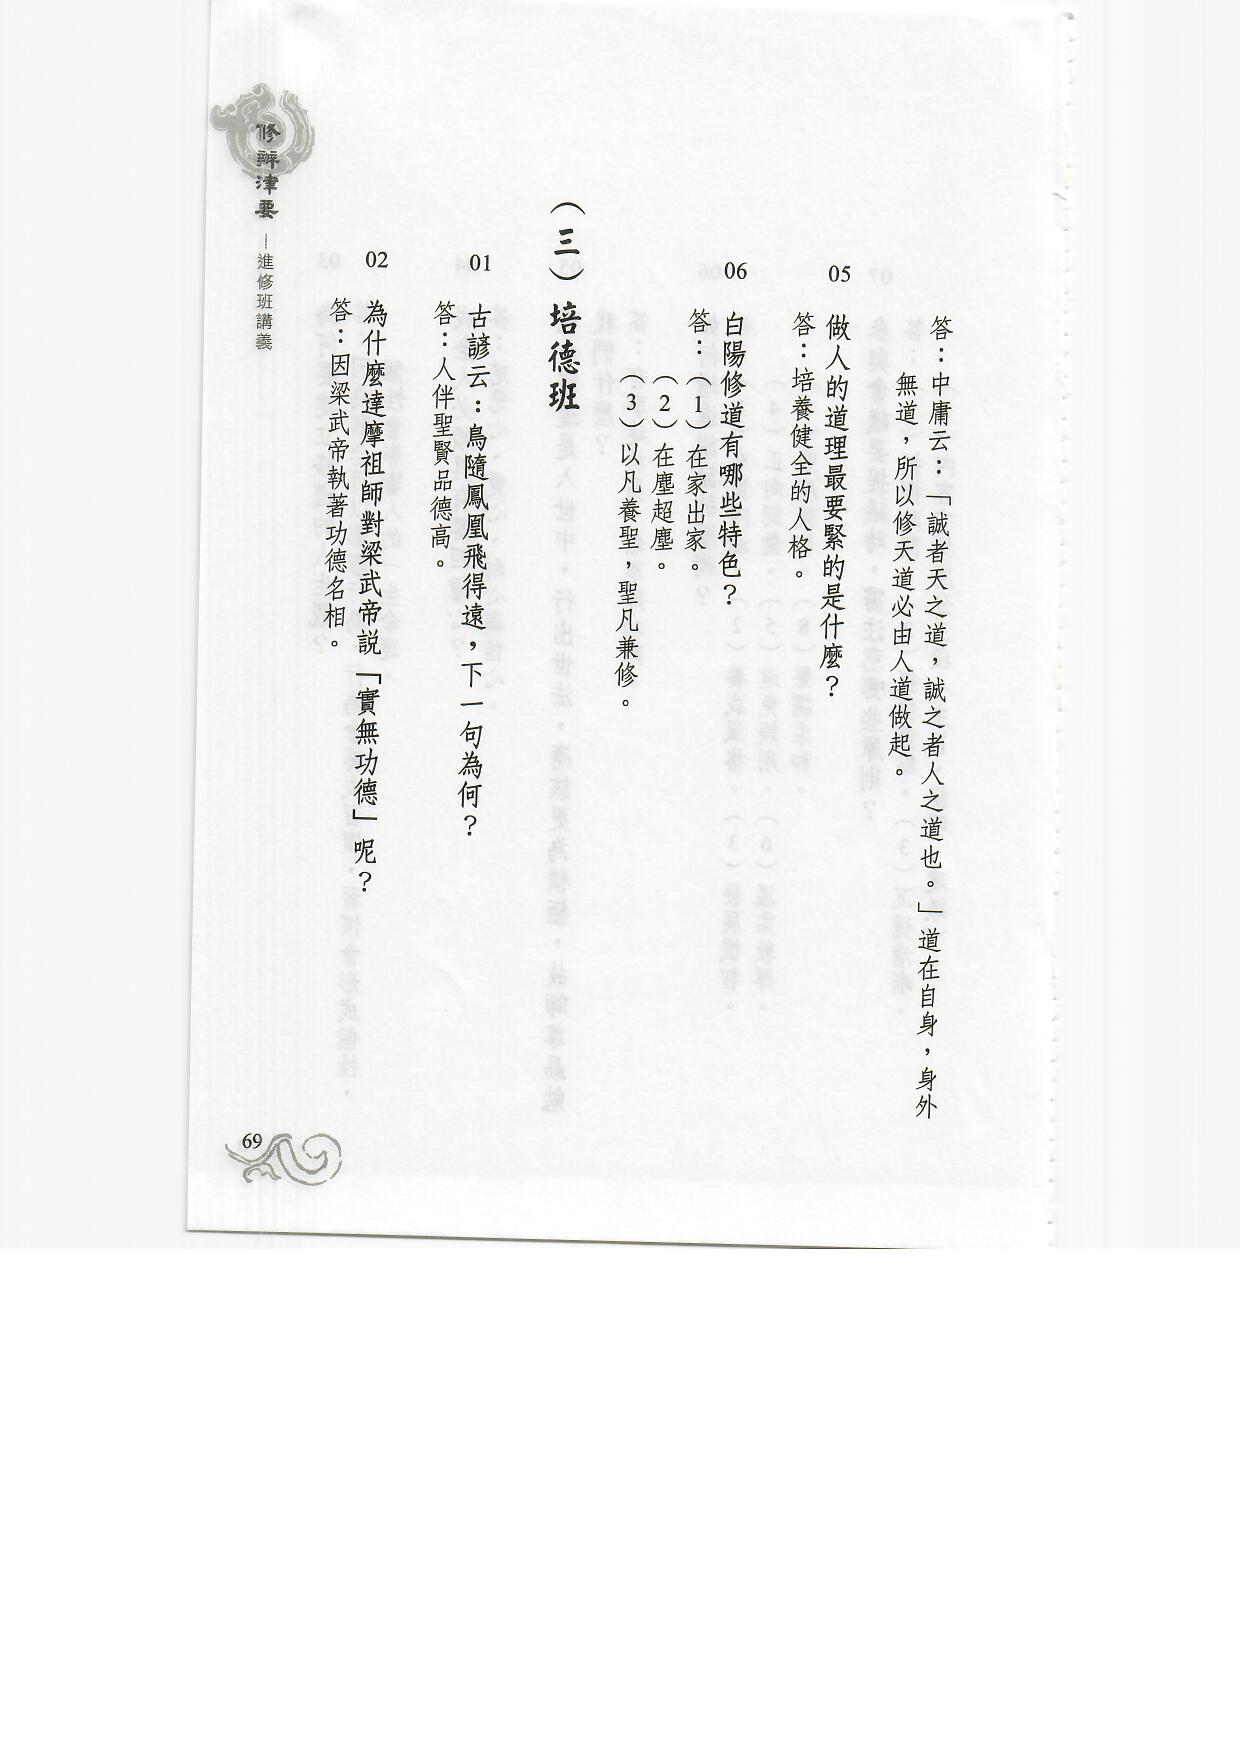 答：中庸云：「誠者天之道，誠之者人之道也。」道在自身，身外
無道，所以修天道必由人道做起。
05 做人的道理最要緊的是什麼？
答：培養健全的人格。
06 白陽修道有哪些特色？
答：（1）在家出家。
（2）在塵超塵。
（3）以凡養聖，聖凡兼修。
（三）培德班
01 古諺云：鳥隨鳳凰飛得遠，下一句為何？
答：人伴聖賢品德高。
02 為什麼達摩祖師對梁武帝說「實無功德」呢？
答：因梁武帝執著功德名相。
修辦津要－進修班講義
69